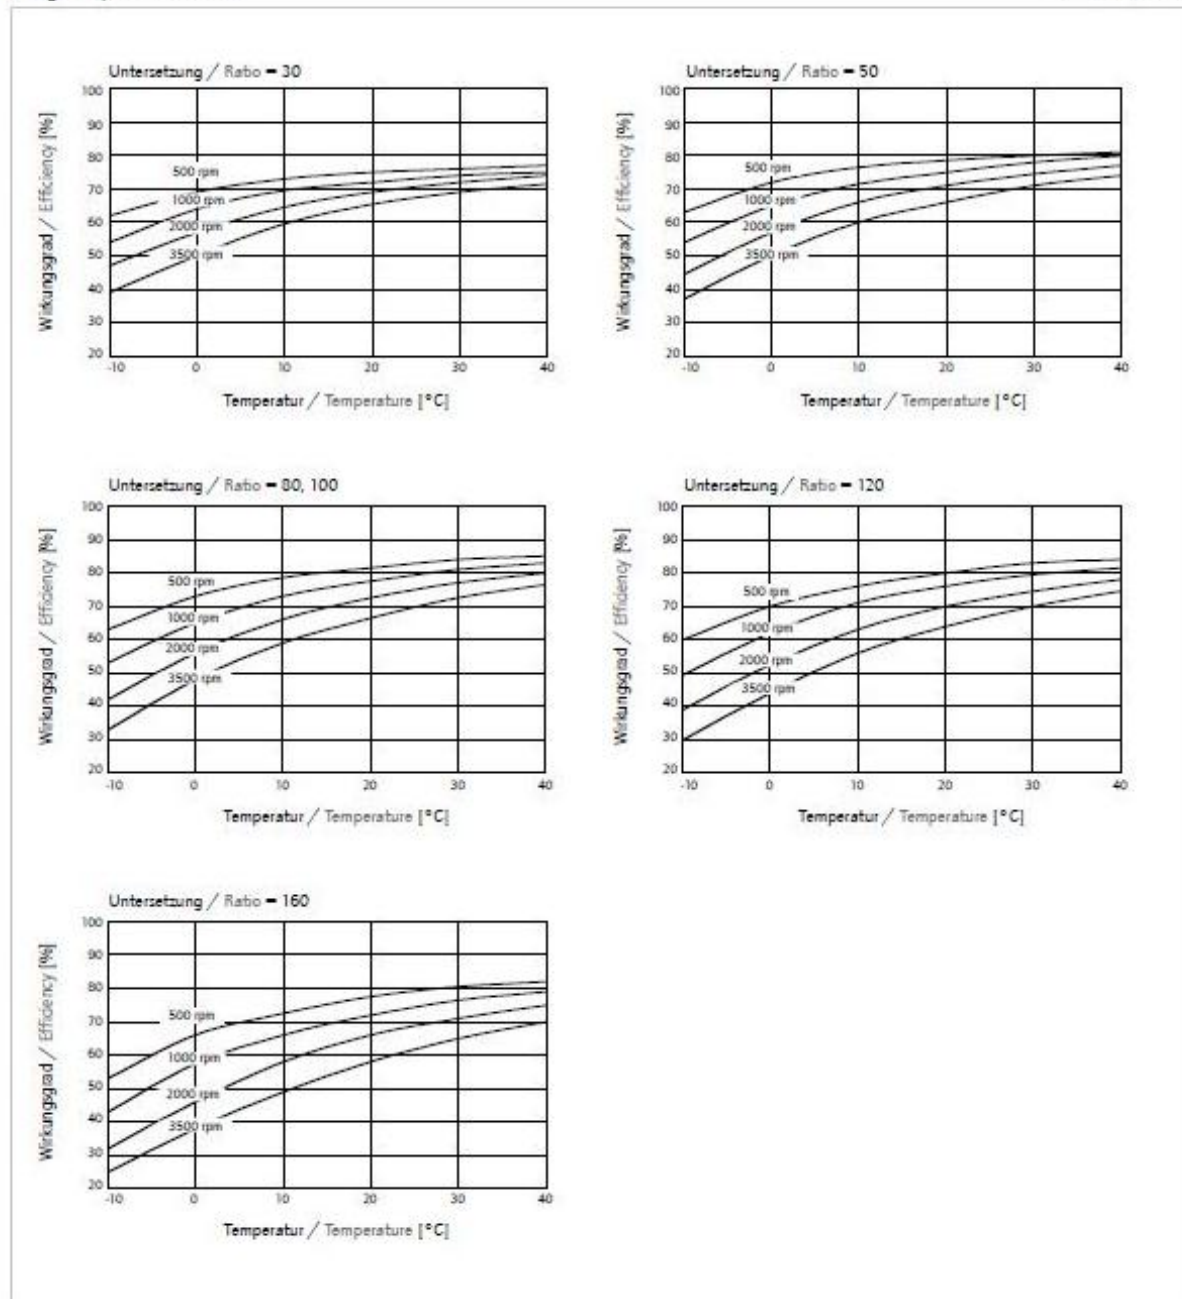 Untersetzung / Ratio = 30
Wirkungsgrad / Efficiency [%]
100
90
80
70
60
50
40
30
20
500 rpm
1000 rpm
2000 rpm
3500 rpm
-10 0 10 20 30 40
Temperatur / Temperature [°C]
Untersetzung / Ratio = 50
Wirkungsgrad / Efficiency [%]
100
90
80
70
60
50
40
30
20
500 rpm
1000 rpm
2000 rpm
3500 rpm
-10 0 10 20 30 40
Temperatur / Temperature [°C]
Untersetzung / Ratio = 80, 100
Wirkungsgrad / Efficiency [%]
100
90
80
70
60
50
40
30
20
500 rpm
1000 rpm
2000 rpm
3500 rpm
-10 0 10 20 30 40
Temperatur / Temperature [°C]
Untersetzung / Ratio = 120
Wirkungsgrad / Efficiency [%]
100
90
80
70
60
50
40
30
20
500 rpm
1000 rpm
2000 rpm
3500 rpm
-10 0 10 20 30 40
Temperatur / Temperature [°C]
Untersetzung / Ratio = 160
Wirkungsgrad / Efficiency [%]
100
90
80
70
60
50
40
30
20
500 rpm
1000 rpm
2000 rpm
3500 rpm
-10 0 10 20 30 40
Temperatur / Temperature [°C]